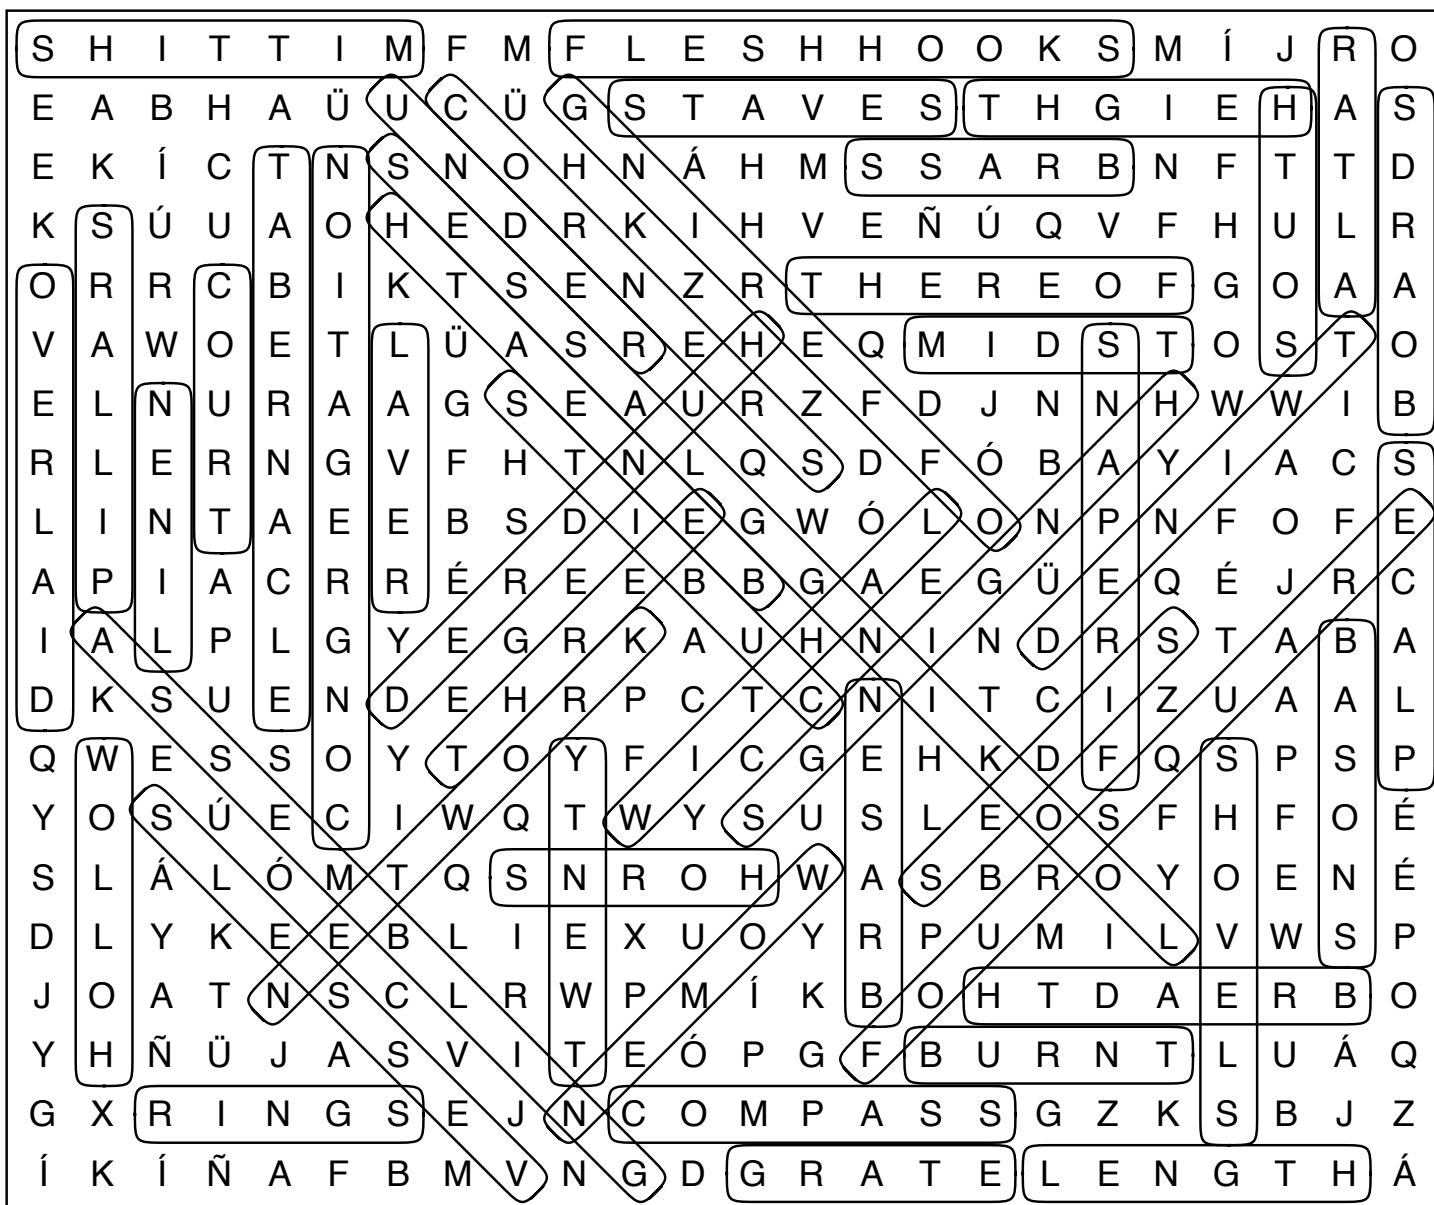 S H I T T I M F M F L E S H H O O K S M Í J R O
E A B H A Ü U C Ü G S T A V E S T H G I E H A S
E K Í C T N S N O H N Á H M S S A R B N F T T D
K S Ú U A O H E D R K I H V E Ñ Ú Q V F H U L R
O R R C B I K T S E N Z R T H E R E O F G O A A
V A W O E T L Ü A S R E H E Q M I D S T O S T O
E L N U R A A G S E A U R Z F D J N N H W W I B
R L E R N G V F H T N L Q S D F Ó B A Y I A C S
L I N T A E E B S D I E G W Ó L O N P N F O F E
A P I A C R R É R E E B B G A E G Ü E Q É J R C
I A L P L G Y E G R K A U H N I N D R S T A B A
D K S U E N D E H R P C T C N I T C I Z U A A L
Q W E S S O Y T O Y F I C G E H K D F Q S P S P
Y O S Ú E C I W Q T W Y S U S L E O S F H F O É
S L Á L Ó M T Q S N R O H W A S B R O Y O E N É
D L Y K E E B L I E X U O Y R P U M I L V W S P
J O A T N S C L R W P M Í K B O H T D A E R B O
Y H Ñ Ü J A S V I T E Ó P G F B U R N T L U Á Q
G X R I N G S E J N C O M P A S S G Z K S B J Z
Í K Í Ñ A F B M V N G D G R A T E L E N G T H Á